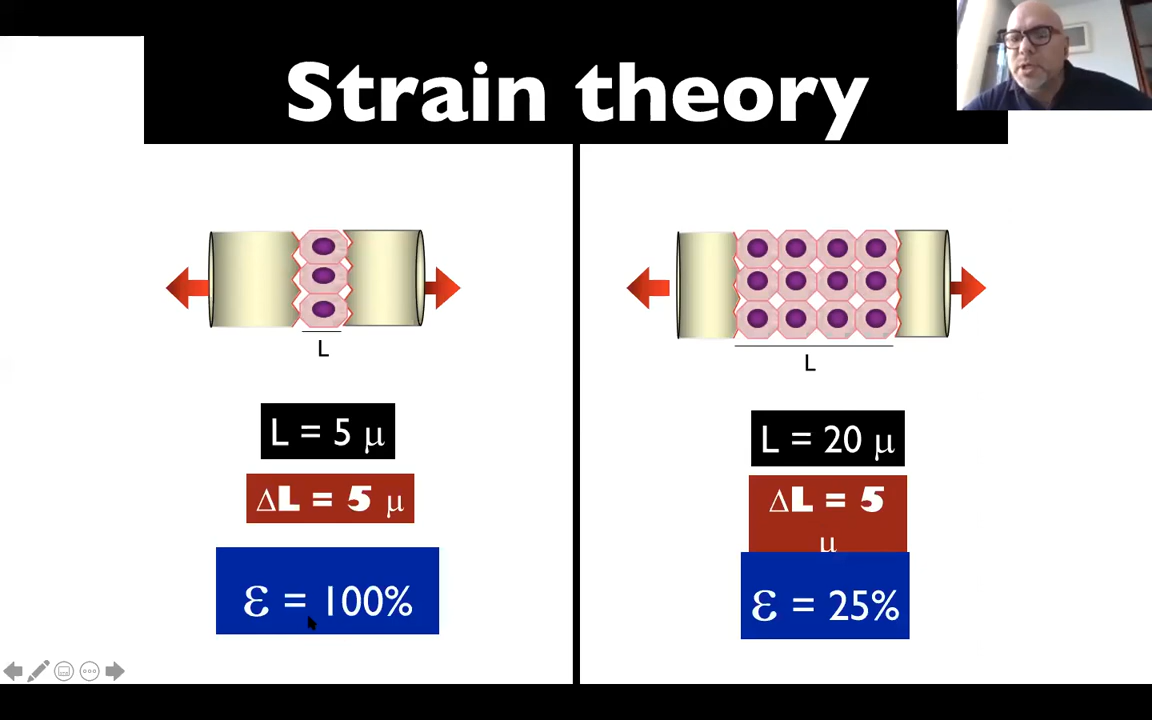 Strain theory
L
L = 5 μ
ΔL = 5 μ
ε = 100%
L
L = 20 μ
ΔL = 5
μ
ε = 25%